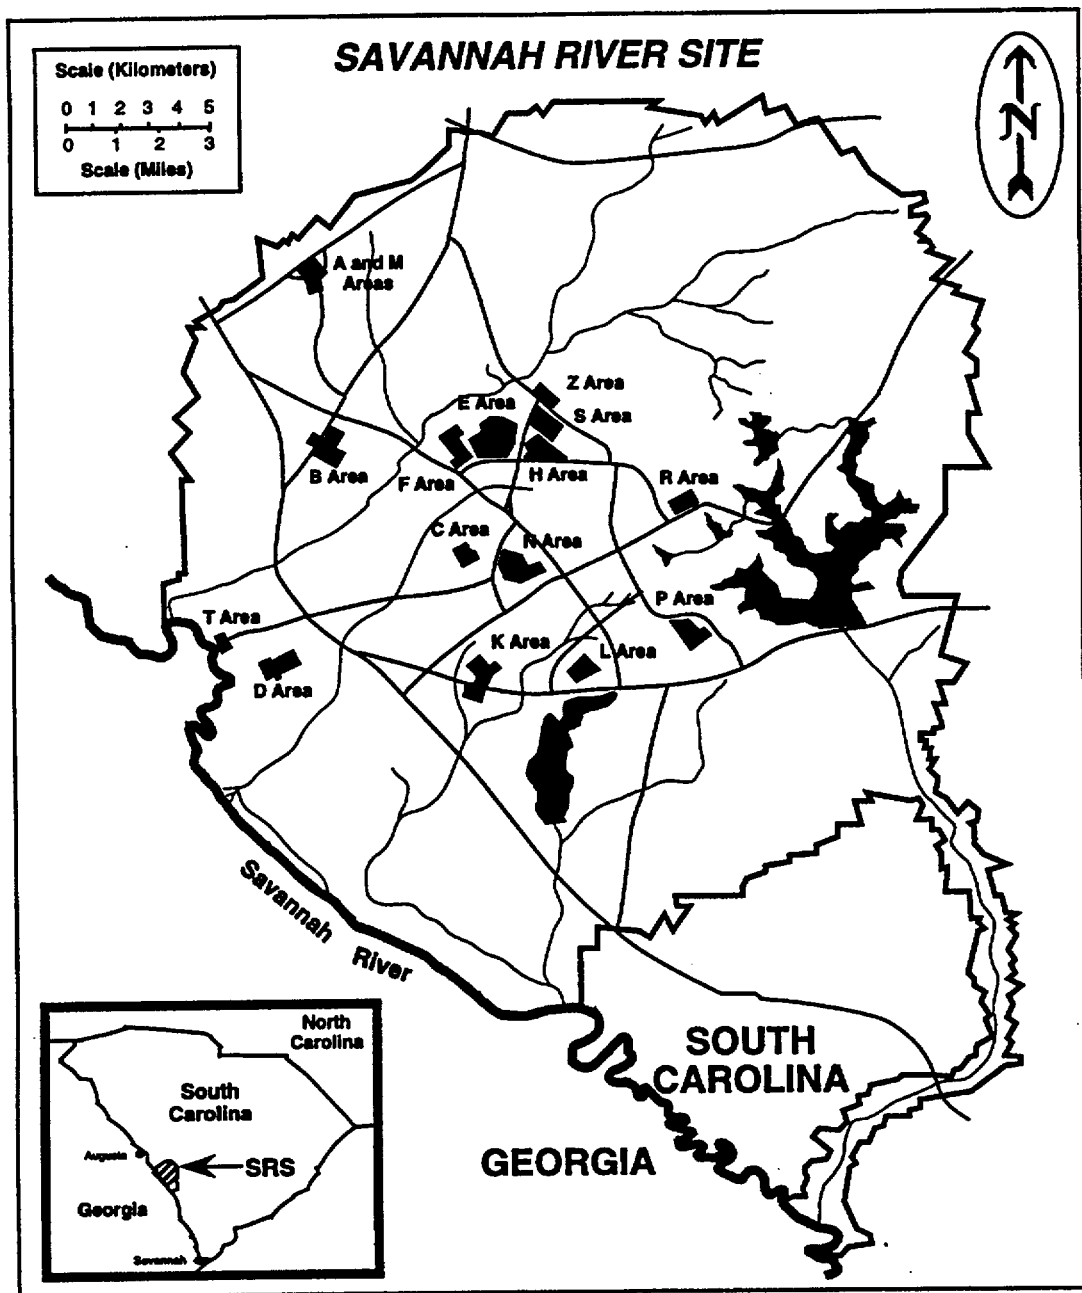 SAVANNAH RIVER SITE
Scale (Kilometers)
0 1 2 3 4 5
0 1 2 3
Scale (Miles)
N
A and M
Areas
Z Area
E Area
S Area
B Area
F Area
H Area
R Area
C Area
N Area
P Area
T Area
K Area
L Area
D Area
Savannah River
SOUTH
CAROLINA
GEORGIA
North
Carolina
South
Carolina
Augusta
SRS
Georgia
Savannah